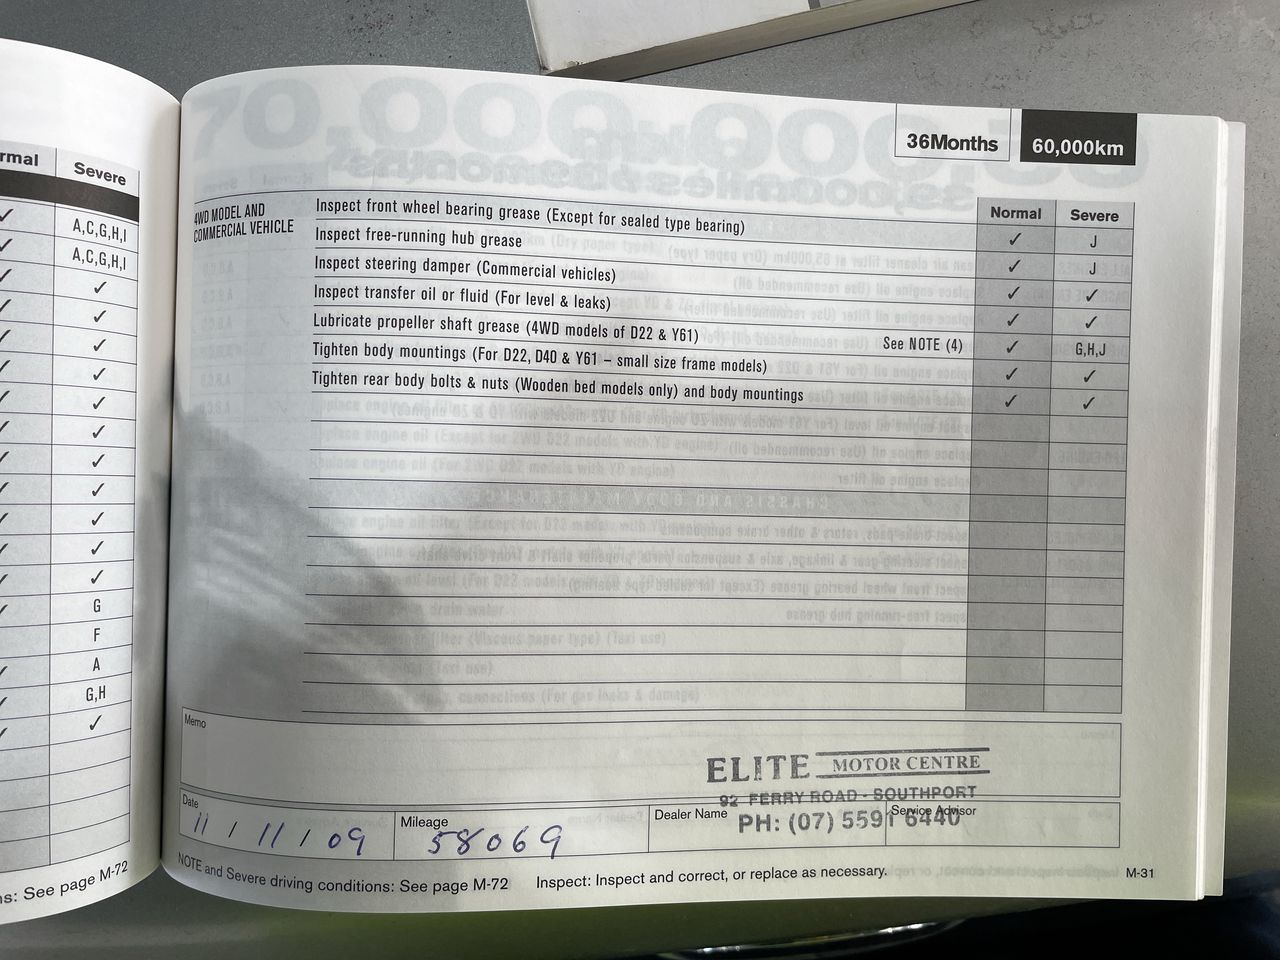 rmal Severe
A,C,G,H,I
A,C,G,H,I
G
F
A
G,H
ns: See page M-72
36Months 60,000km
Normal Severe
4WD MODEL AND
COMMERCIAL VEHICLE
Inspect front wheel bearing grease (Except for sealed type bearing) ✓ J
Inspect free-running hub grease ✓ J
Inspect steering damper (Commercial vehicles) ✓ ✓
Inspect transfer oil or fluid (For level & leaks) ✓ ✓
Lubricate propeller shaft grease (4WD models of D22 & Y61) See NOTE (4) ✓ G,H,J
Tighten body mountings (For D22, D40 & Y61 – small size frame models) ✓ ✓
Tighten rear body bolts & nuts (Wooden bed models only) and body mountings ✓ ✓
Memo
ELITE MOTOR CENTRE
92 FERRY ROAD - SOUTHPORT
PH: (07) 5591 6440
Date 11 / 11 / 09
Mileage 58069
Dealer Name
Service Advisor
NOTE and Severe driving conditions: See page M-72 Inspect: Inspect and correct, or replace as necessary.
M-31